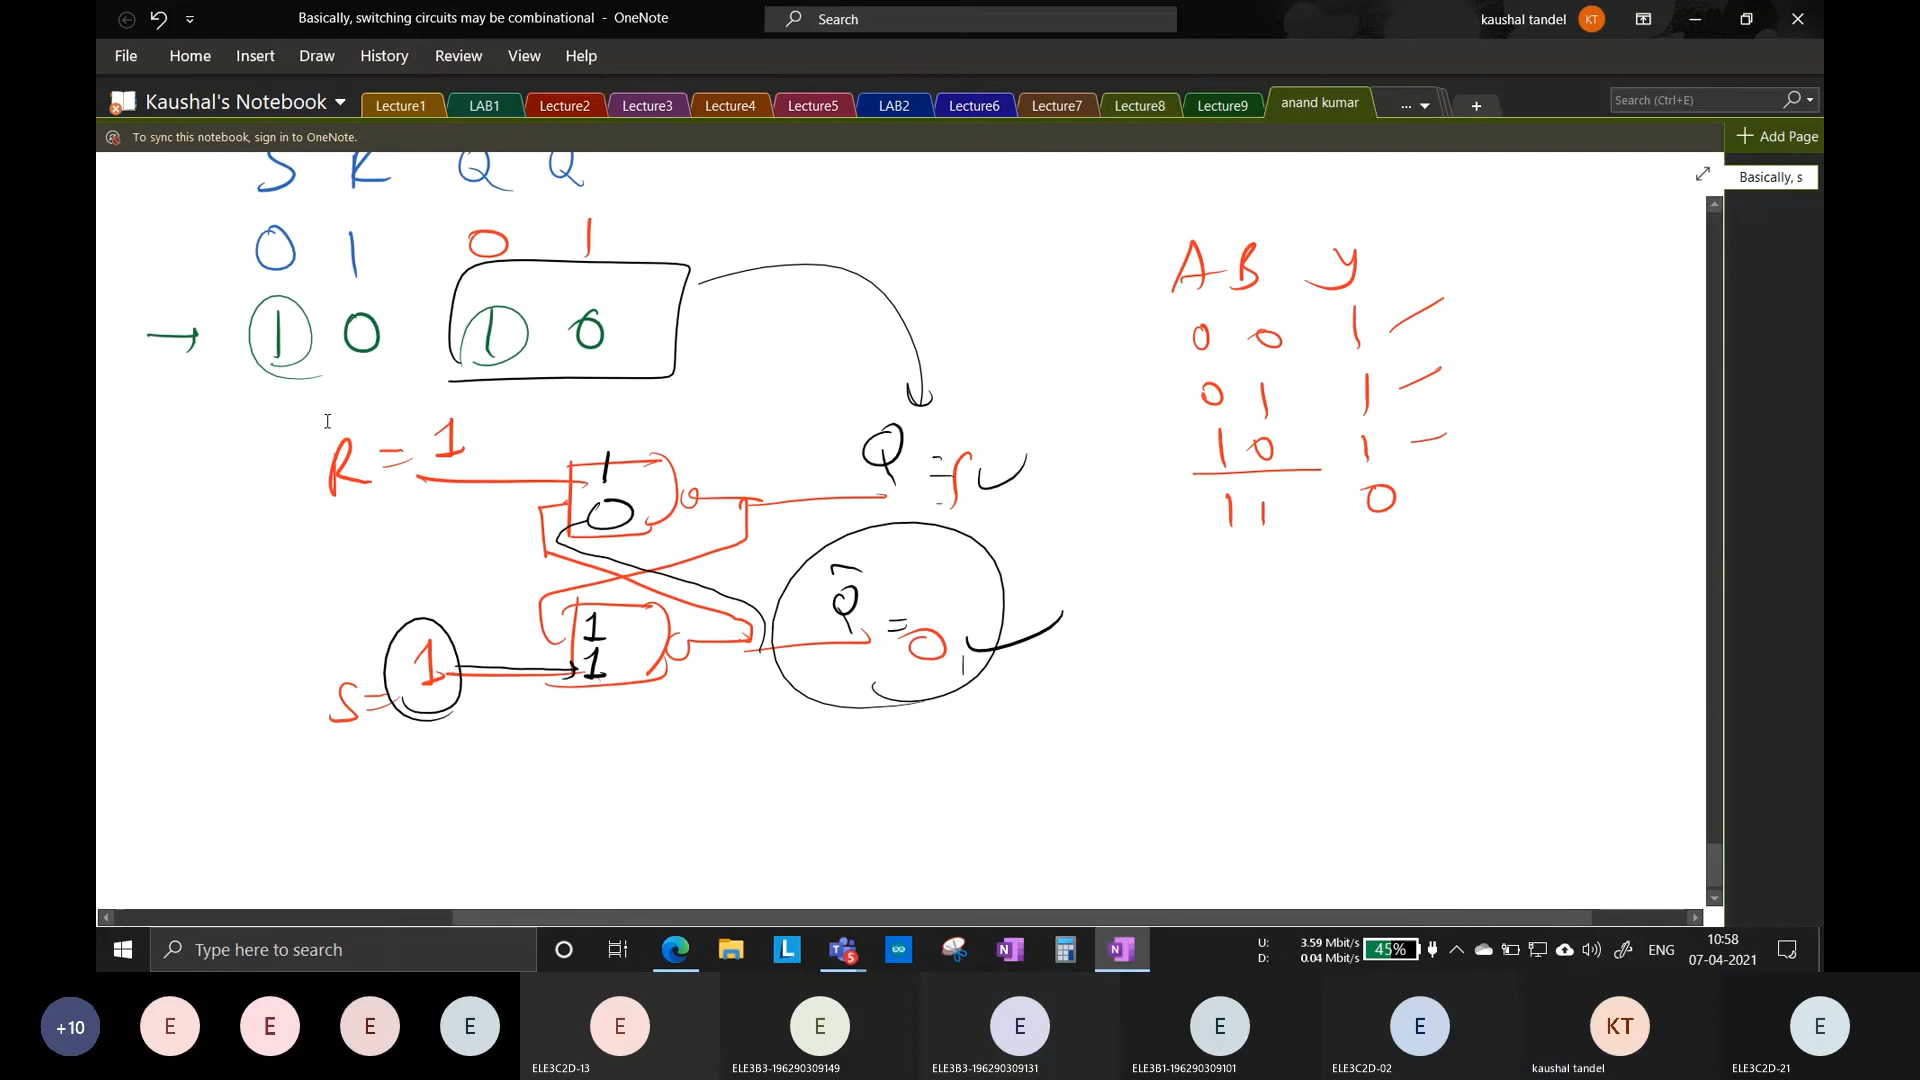 Basically, switching circuits may be combinational - OneNote
Search
kaushal tandel
KT
File Home Insert Draw History Review View Help
Kaushal's Notebook
Lecture1 LAB1 Lecture2 Lecture3 Lecture4 Lecture5 LAB2 Lecture6 Lecture7 Lecture8 Lecture9 anand kumar ... +
Search (Ctrl+E)
To sync this notebook, sign in to OneNote.
Add Page
Basically, s
S R Q Q
0 1 0 1
→ 1 0 1 0
R = 1
1
0
Q =
1
1
Q̄ = 0
S = 1
A B Y
0 0 1
0 1 1
1 0 1
1 1 0
Type here to search
U: 3.59 Mbit/s
D: 0.04 Mbit/s
45%
ENG
10:58
07-04-2021
5
+10 E E E E E E E E E KT E
ELE3C2D-13 ELE3B3-196290309149 ELE3B3-196290309131 ELE3B1-196290309101 ELE3C2D-02 kaushal tandel ELE3C2D-21